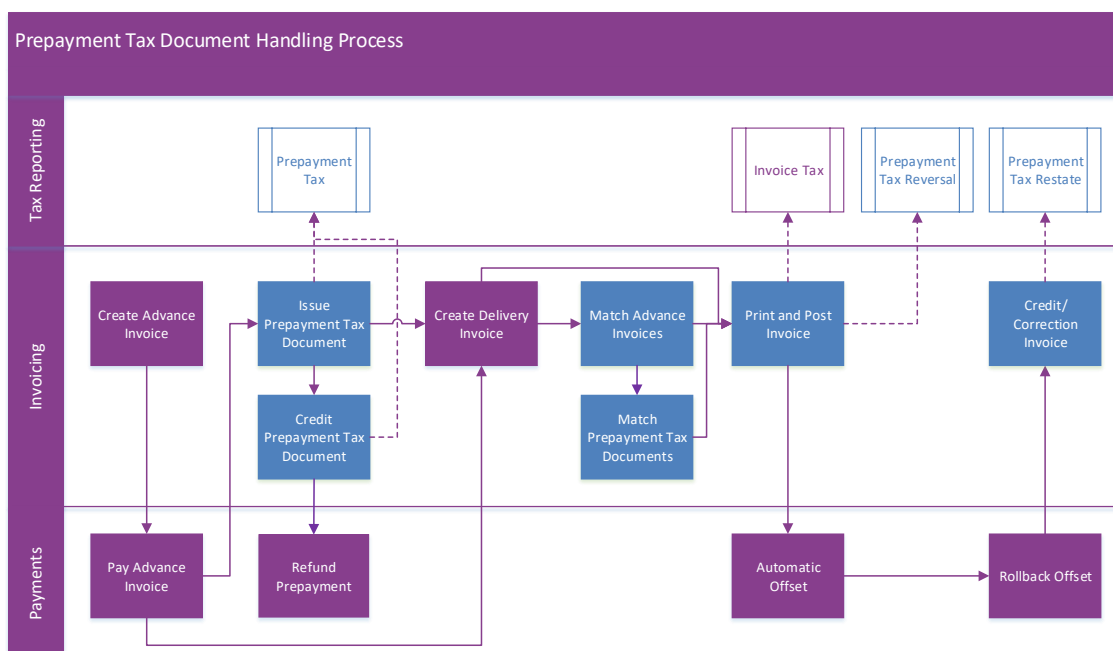 Prepayment Tax Document Handling Process
Tax Reporting
Prepayment
Tax
Invoice Tax
Prepayment
Tax Reversal
Prepayment
Tax Restate
Invoicing
Create Advance
Invoice
Issue
Prepayment Tax
Document
Create Delivery
Invoice
Match Advance
Invoices
Print and Post
Invoice
Credit/
Correction
Invoice
Credit
Prepayment Tax
Document
Match
Prepayment Tax
Documents
Payments
Pay Advance
Invoice
Refund
Prepayment
Automatic
Offset
Rollback Offset